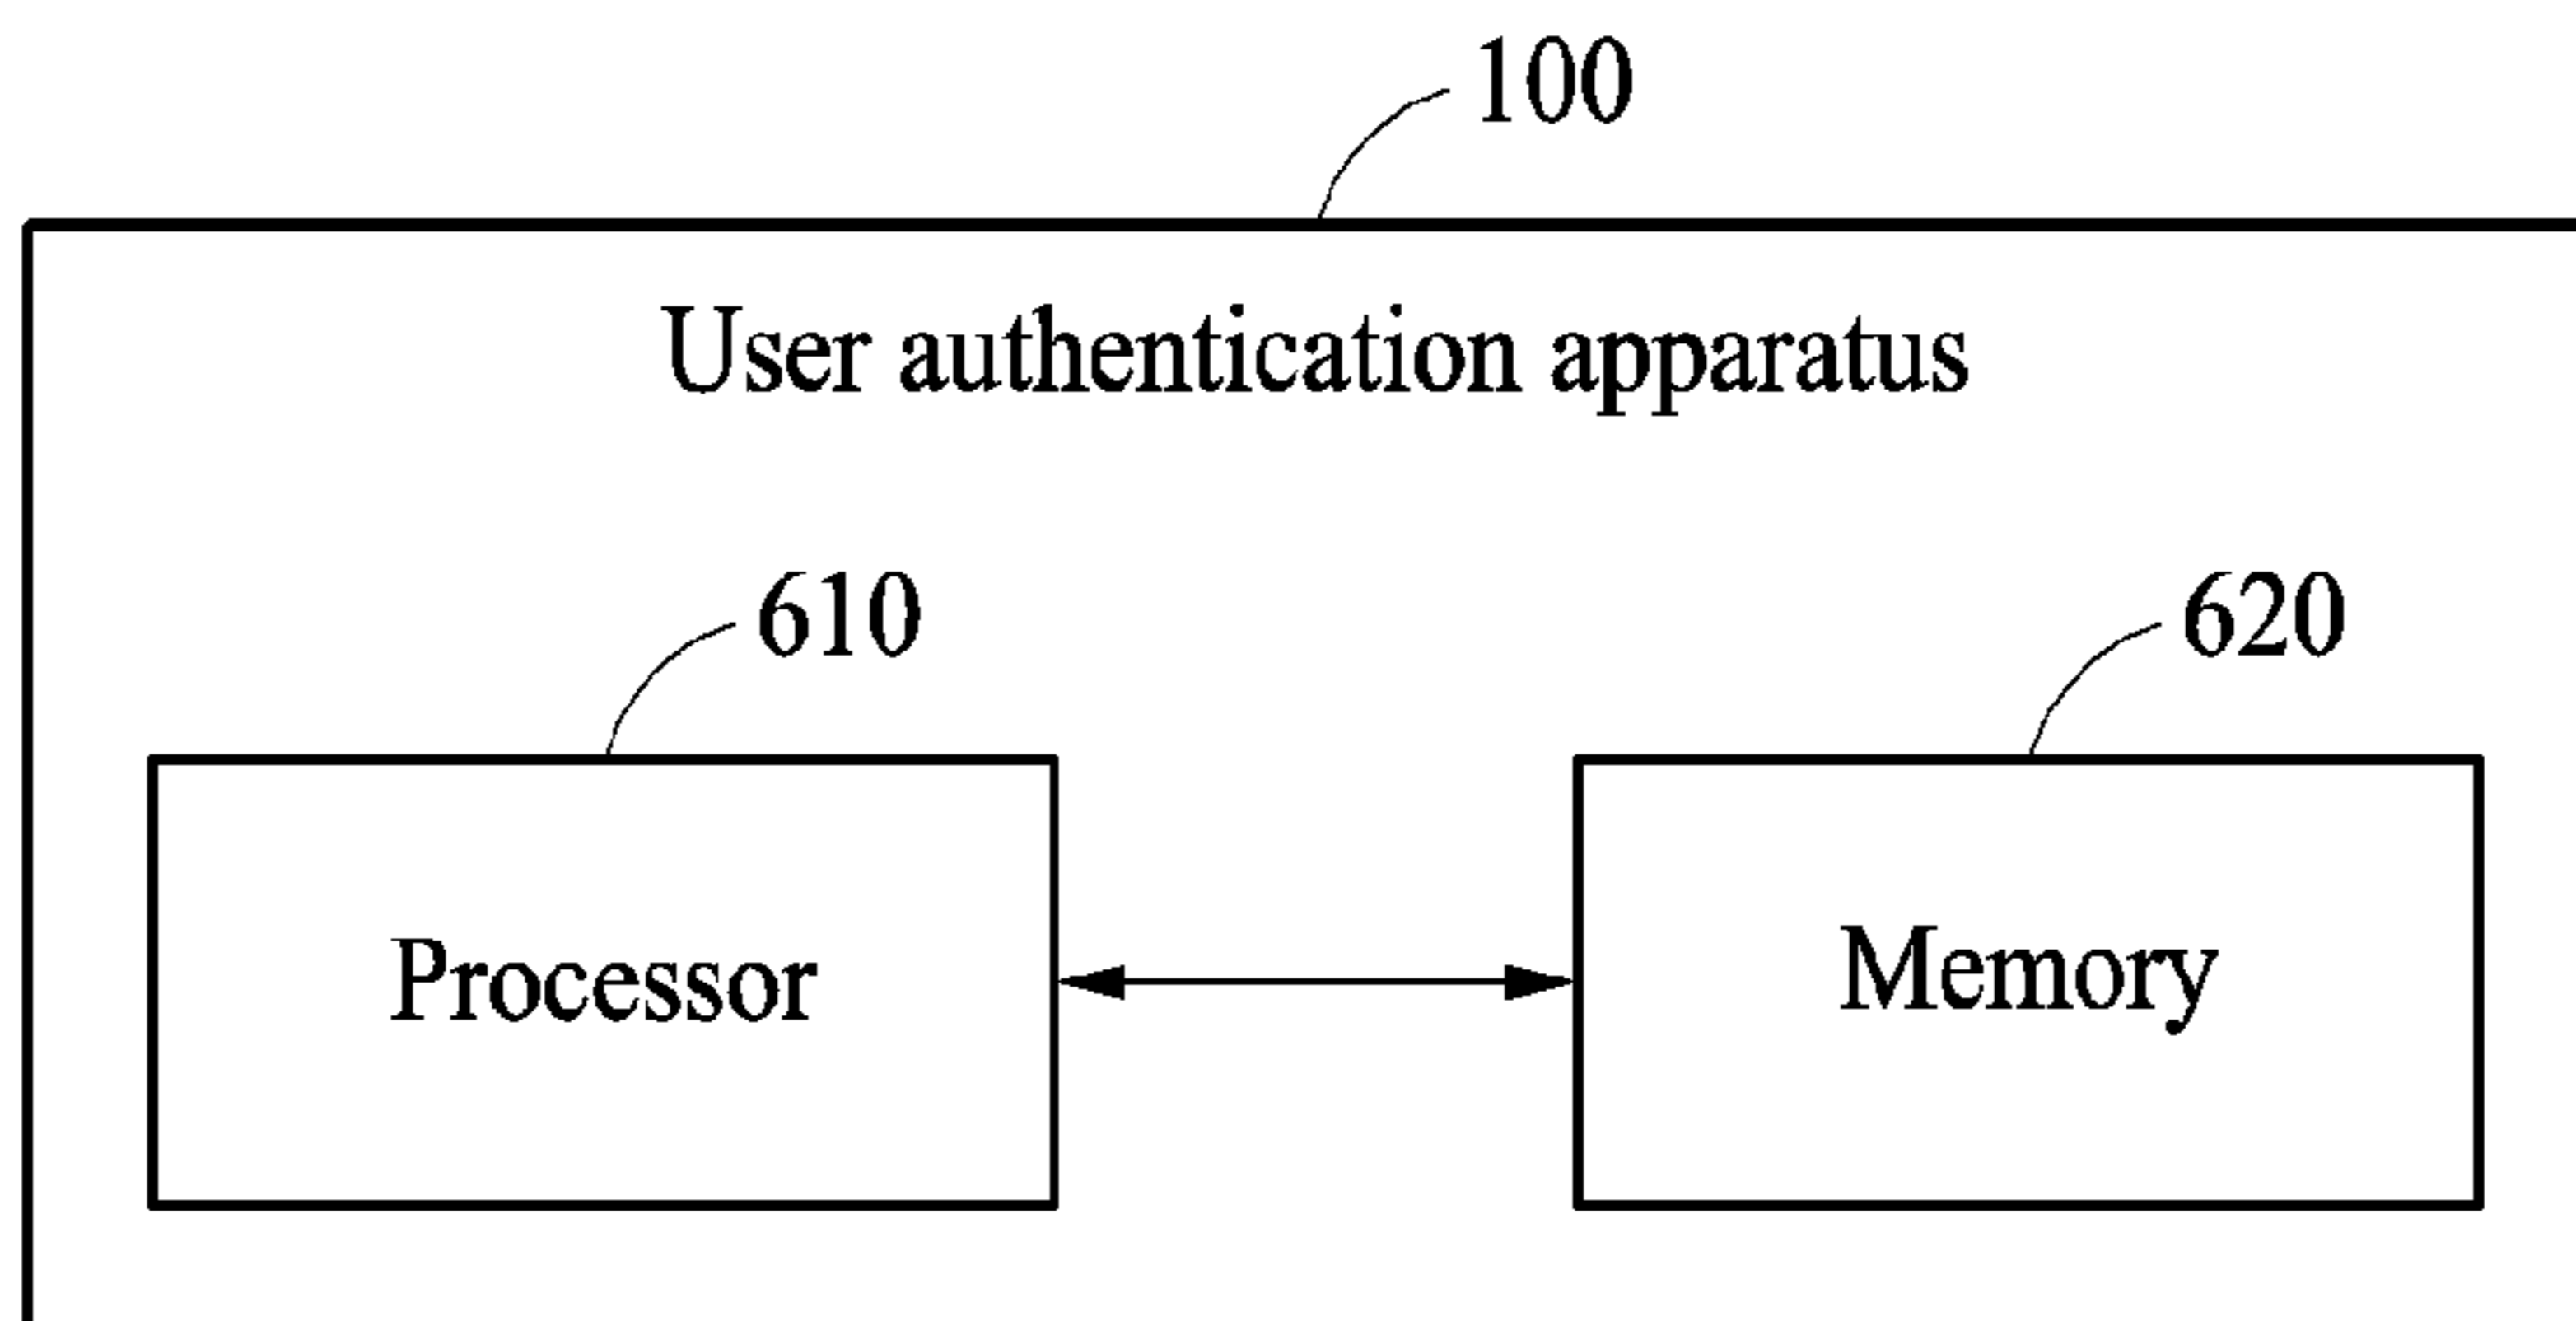 100
User authentication apparatus
610
620
Processor
Memory